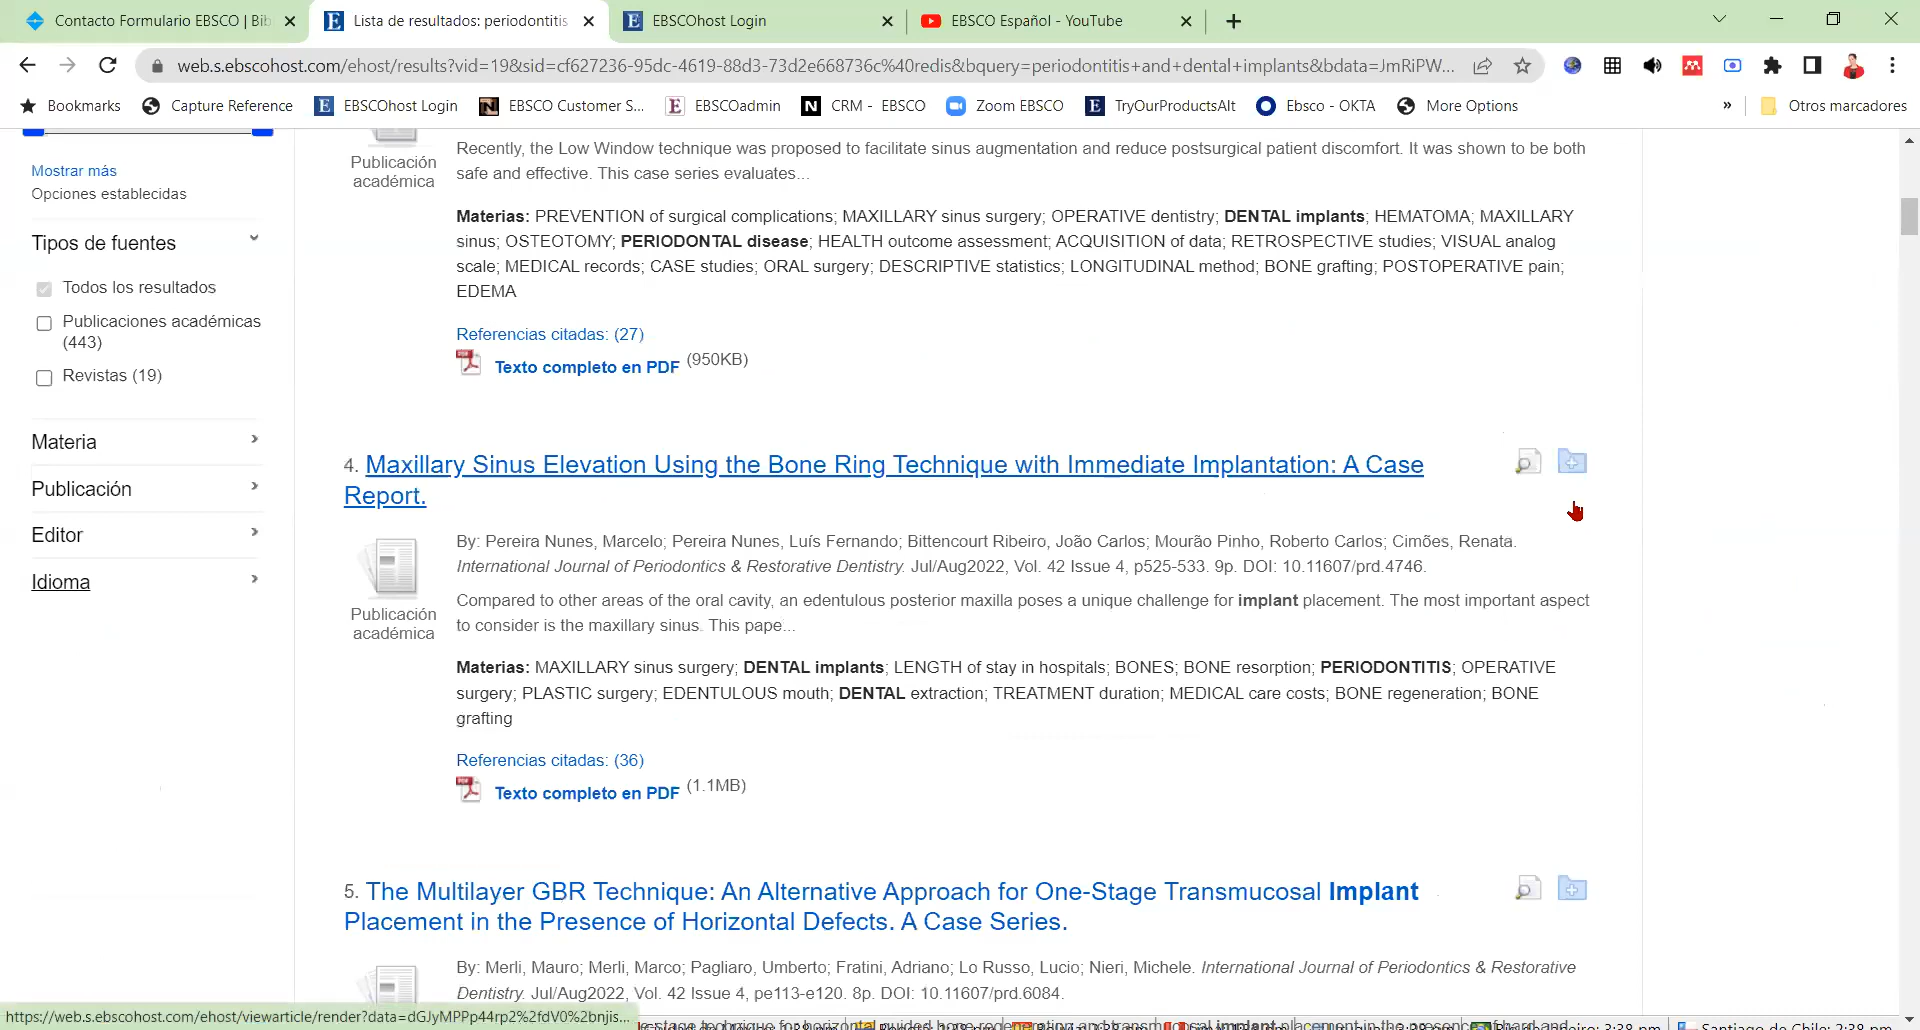 Contacto Formulario EBSCO | Bib
Lista de resultados: periodontitis
EBSCOhost Login
EBSCO Español - YouTube
web.s.ebscohost.com/ehost/results?vid=19&sid=cf627236-95dc-4619-88d3-73d2e668736c%40redis&bquery=periodontitis+and+dental+implants&bdata=JmRiPW...
Bookmarks
Capture Reference
EBSCOhost Login
EBSCO Customer S...
EBSCOadmin
CRM - EBSCO
Zoom EBSCO
TryOurProductsAlt
Ebsco - OKTA
More Options
»
Otros marcadores
Mostrar más
Opciones establecidas
Tipos de fuentes
Todos los resultados
Publicaciones académicas
(443)
Revistas (19)
Materia
Publicación
Editor
Idioma
Publicación
académica
Recently, the Low Window technique was proposed to facilitate sinus augmentation and reduce postsurgical patient discomfort. It was shown to be both
safe and effective. This case series evaluates...
Materias: PREVENTION of surgical complications; MAXILLARY sinus surgery; OPERATIVE dentistry; DENTAL implants; HEMATOMA; MAXILLARY
sinus; OSTEOTOMY; PERIODONTAL disease; HEALTH outcome assessment; ACQUISITION of data; RETROSPECTIVE studies; VISUAL analog
scale; MEDICAL records; CASE studies; ORAL surgery; DESCRIPTIVE statistics; LONGITUDINAL method; BONE grafting; POSTOPERATIVE pain;
EDEMA
Referencias citadas: (27)
Texto completo en PDF (950KB)
4. Maxillary Sinus Elevation Using the Bone Ring Technique with Immediate Implantation: A Case
Report.
Publicación
académica
By: Pereira Nunes, Marcelo; Pereira Nunes, Luís Fernando; Bittencourt Ribeiro, João Carlos; Mourão Pinho, Roberto Carlos; Cimões, Renata.
International Journal of Periodontics & Restorative Dentistry. Jul/Aug2022, Vol. 42 Issue 4, p525-533. 9p. DOI: 10.11607/prd.4746.
Compared to other areas of the oral cavity, an edentulous posterior maxilla poses a unique challenge for implant placement. The most important aspect
to consider is the maxillary sinus. This pape...
Materias: MAXILLARY sinus surgery; DENTAL implants; LENGTH of stay in hospitals; BONES; BONE resorption; PERIODONTITIS; OPERATIVE
surgery; PLASTIC surgery; EDENTULOUS mouth; DENTAL extraction; TREATMENT duration; MEDICAL care costs; BONE regeneration; BONE
grafting
Referencias citadas: (36)
Texto completo en PDF (1.1MB)
5. The Multilayer GBR Technique: An Alternative Approach for One-Stage Transmucosal Implant
Placement in the Presence of Horizontal Defects. A Case Series.
By: Merli, Mauro; Merli, Marco; Pagliaro, Umberto; Fratini, Adriano; Lo Russo, Lucio; Nieri, Michele. International Journal of Periodontics & Restorative
Dentistry. Jul/Aug2022, Vol. 42 Issue 4, pe113-e120. 8p. DOI: 10.11607/prd.6084.
https://web.s.ebscohost.com/ehost/viewarticle/render?data=dGJyMPPp44rp2%2fdV0%2bnjis...
Santiago de Chile: 2:38 pm